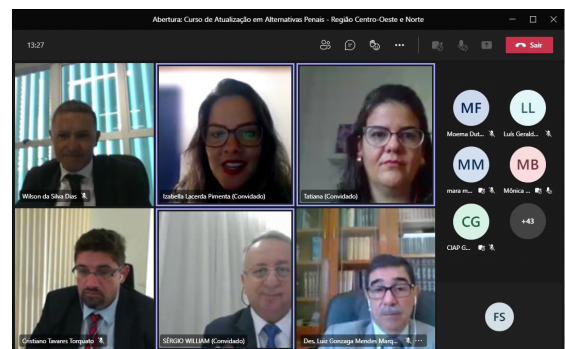 Abertura: Curso de Atualização em Alternativas Penais - Região Centro-Oeste e Norte
13:27
Sair
Wilson da Silva Dias
Izabella Lacerda Pimenta (Convidado)
Tatiana (Convidado)
MF
LL
Moema Dut...
Luís Gerald...
MM
MB
mara m...
Mônica ...
CG
+43
CIAP G...
Cristiano Tavares Torquato
SÉRGIO WILLIAM (Convidado)
Des. Luiz Gonzaga Mendes Marq...
FS